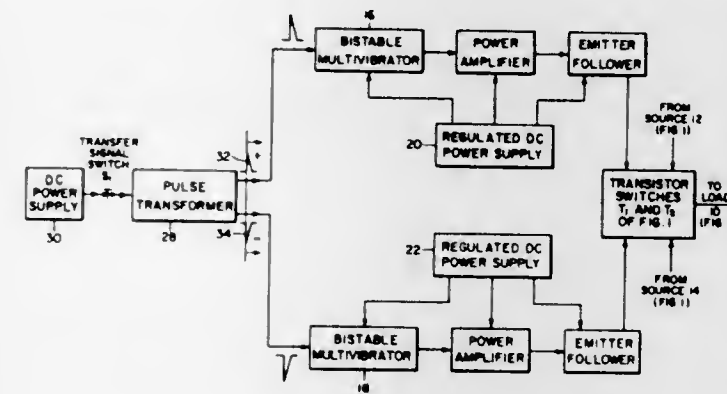 16
BISTABLE
MULTIVIBRATOR
POWER
AMPLIFIER
EMITTER
FOLLOWER
20
REGULATED DC
POWER SUPPLY
FROM
SOURCE 12
(FIG.1)
TRANSFER
SIGNAL
SWITCH
32
+
DC
POWER
SUPPLY
30
PULSE
TRANSFORMER
28
34
-
TRANSISTOR
SWITCHES
T₁ AND T₂
OF FIG.1
TO
LOAD
10
(FIG
22
REGULATED DC
POWER SUPPLY
FROM
SOURCE 14
(FIG.1)
BISTABLE
MULTIVIBRATOR
18
POWER
AMPLIFIER
EMITTER
FOLLOWER